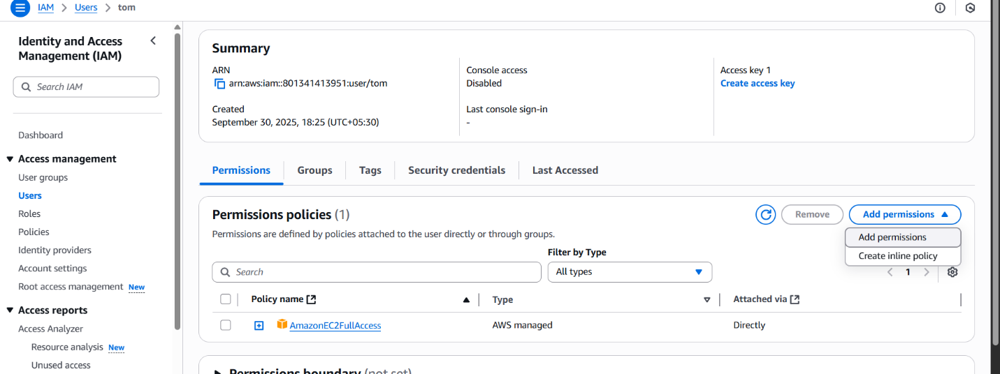 IAM > Users > tom
Identity and Access
Management (IAM)
Search IAM
Dashboard
Access management
User groups
Users
Roles
Policies
Identity providers
Account settings
Root access management New
Access reports
Access Analyzer
Resource analysis New
Unused access
Summary
ARN
arn:aws:iam::801341413951:user/tom
Created
September 30, 2025, 18:25 (UTC+05:30)
Console access
Disabled
Last console sign-in
-
Access key 1
Create access key
Permissions Groups Tags Security credentials Last Accessed
Permissions policies (1)
Remove Add permissions
Permissions are defined by policies attached to the user directly or through groups.
Add permissions
Create inline policy
Filter by Type
Search All types
1
Policy name Type Attached via
AmazonEC2FullAccess AWS managed Directly
Permissions boundary (not set)